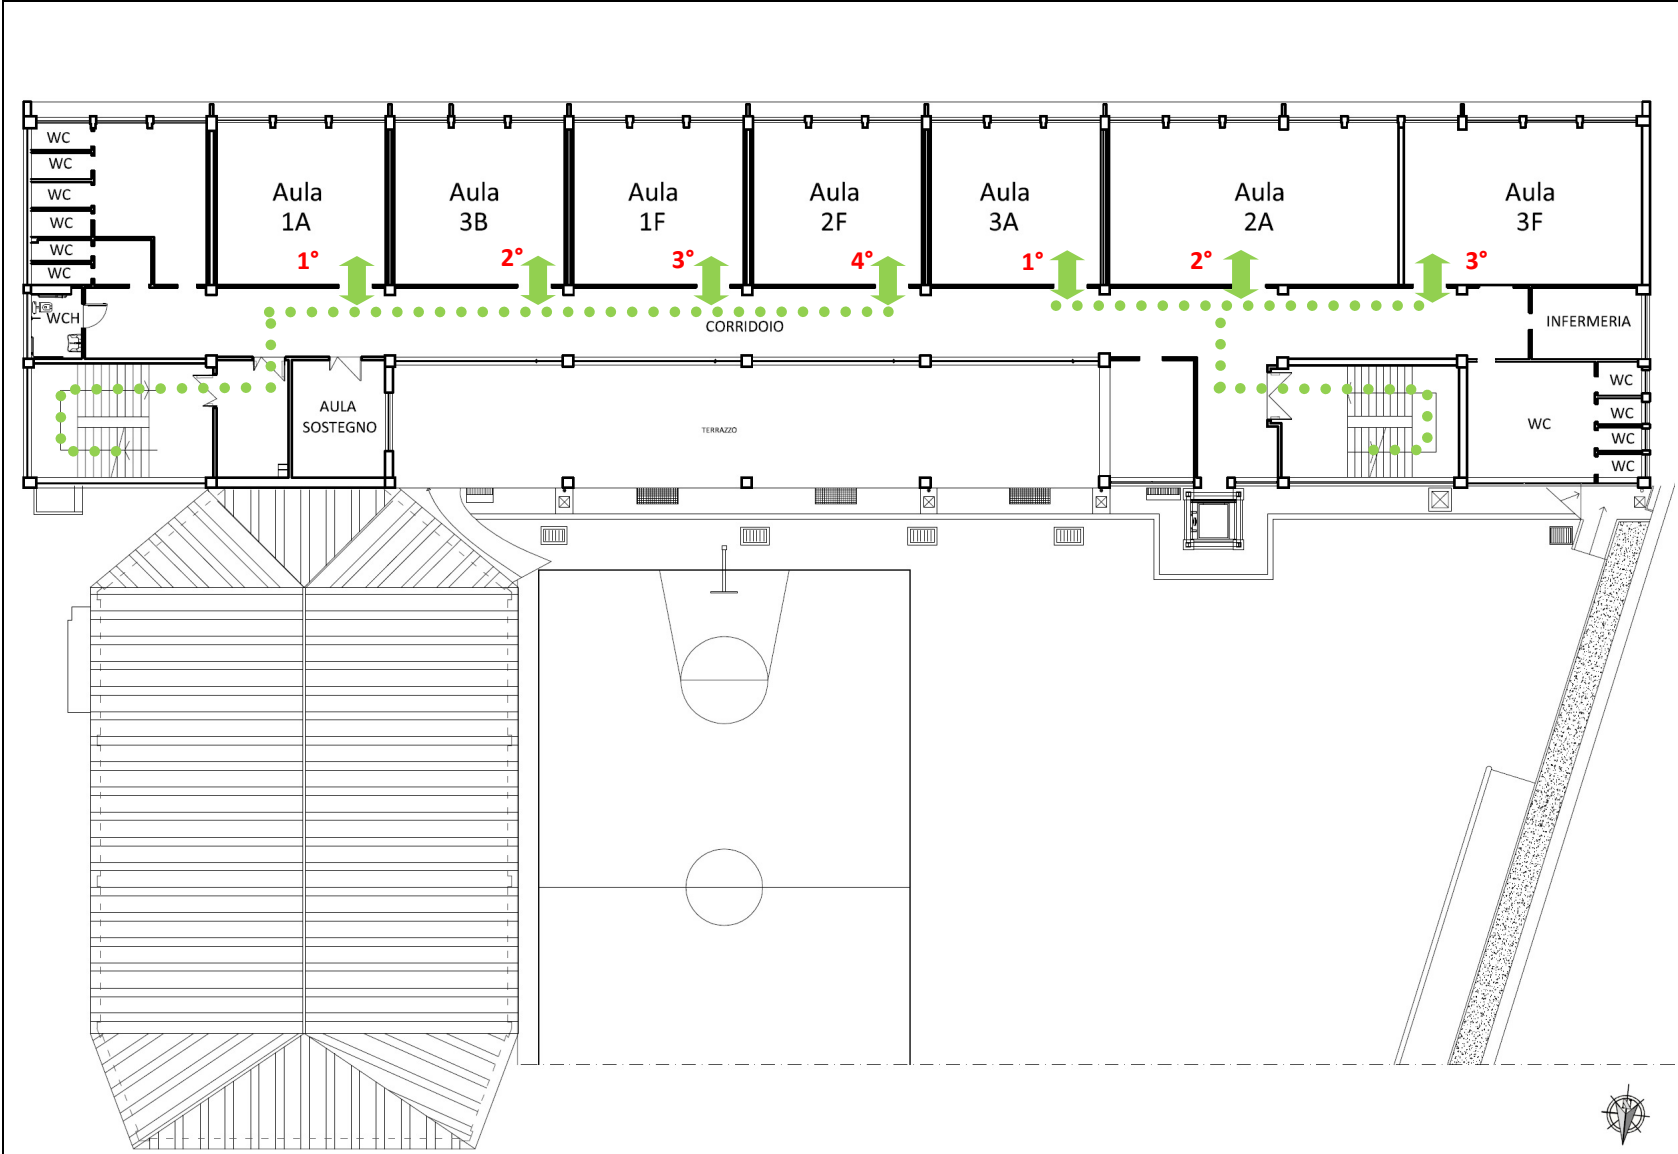 WC
WC
WC
WC
WC
WC
WCH
Aula
1A
1°
Aula
3B
2°
Aula
1F
3°
Aula
2F
4°
Aula
3A
1°
Aula
2A
2°
Aula
3F
3°
CORRIDOIO
INFERMERIA
AULA
SOSTEGNO
TERRAZZO
WC
WC
WC
WC
WC